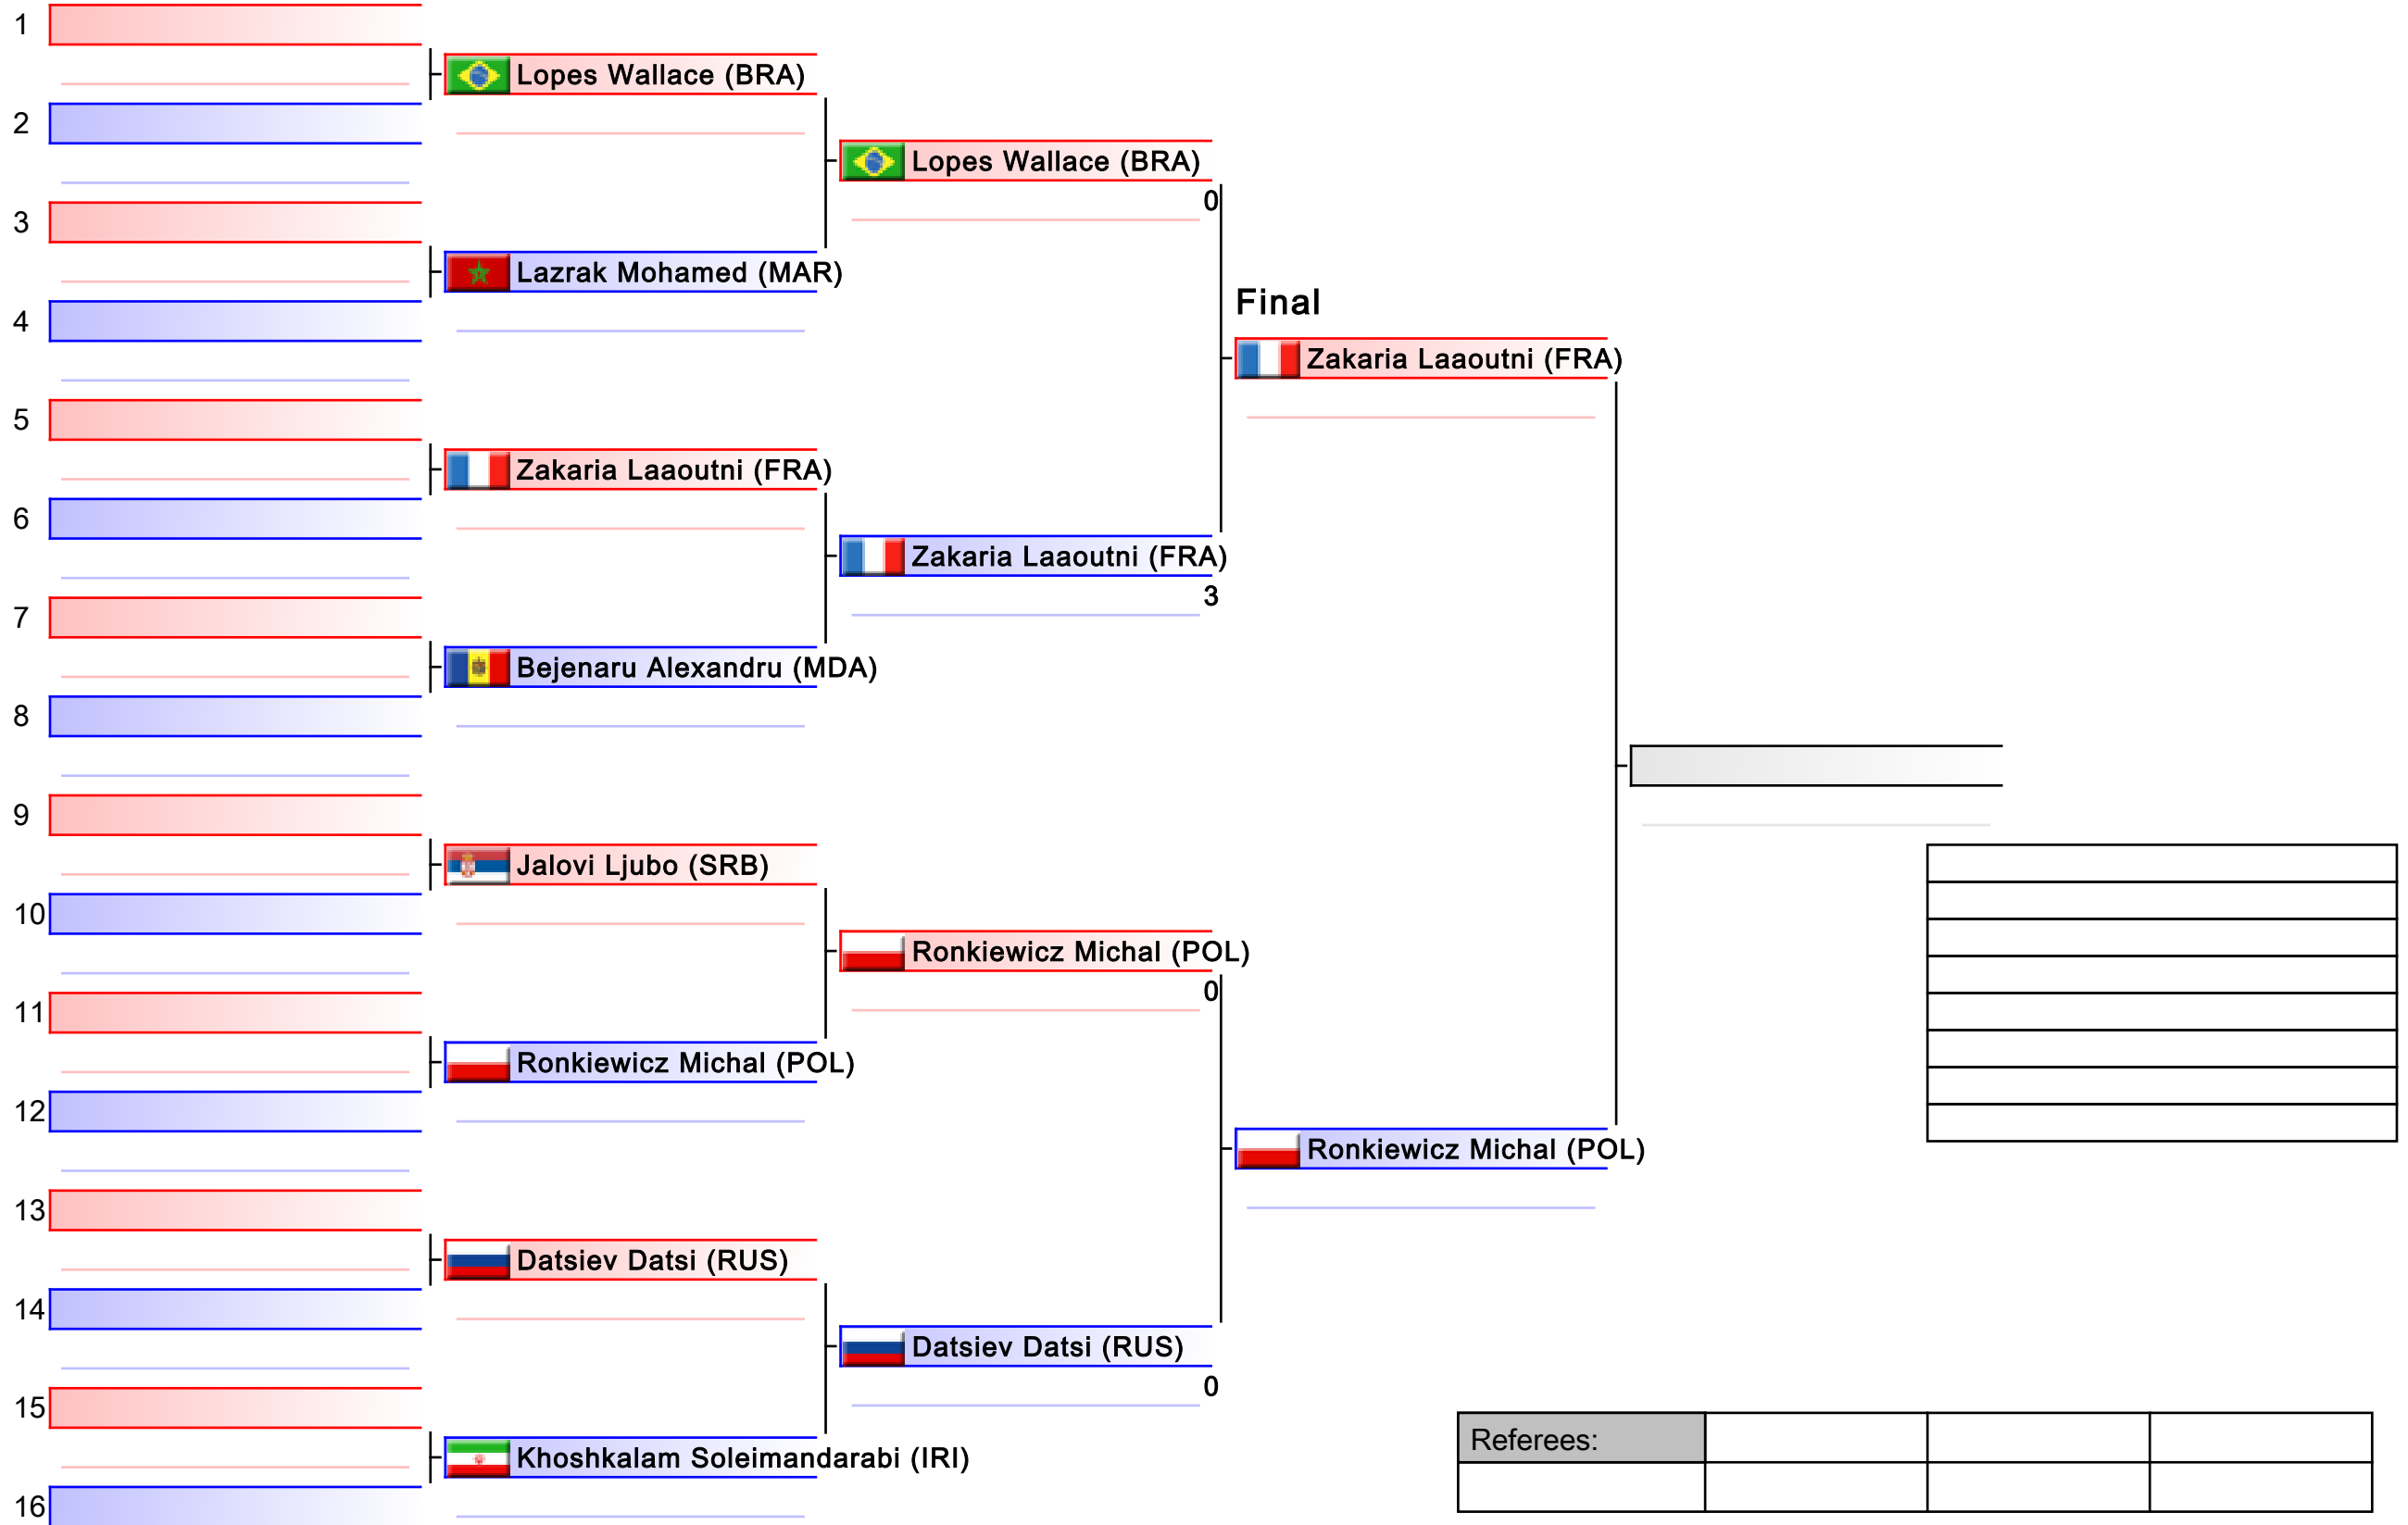 1
Lopes Wallace (BRA)
2
Lopes Wallace (BRA)
0
3
Lazrak Mohamed (MAR)
Final
4
Zakaria Laaoutni (FRA)
5
Zakaria Laaoutni (FRA)
6
Zakaria Laaoutni (FRA)
3
7
Bejenaru Alexandru (MDA)
8
9
Jalovi Ljubo (SRB)
10
Ronkiewicz Michal (POL)
0
11
Ronkiewicz Michal (POL)
12
Ronkiewicz Michal (POL)
13
Datsiev Datsi (RUS)
14
Datsiev Datsi (RUS)
0
15
Referees:
Khoshkalam Soleimandarabi (IRI)
16